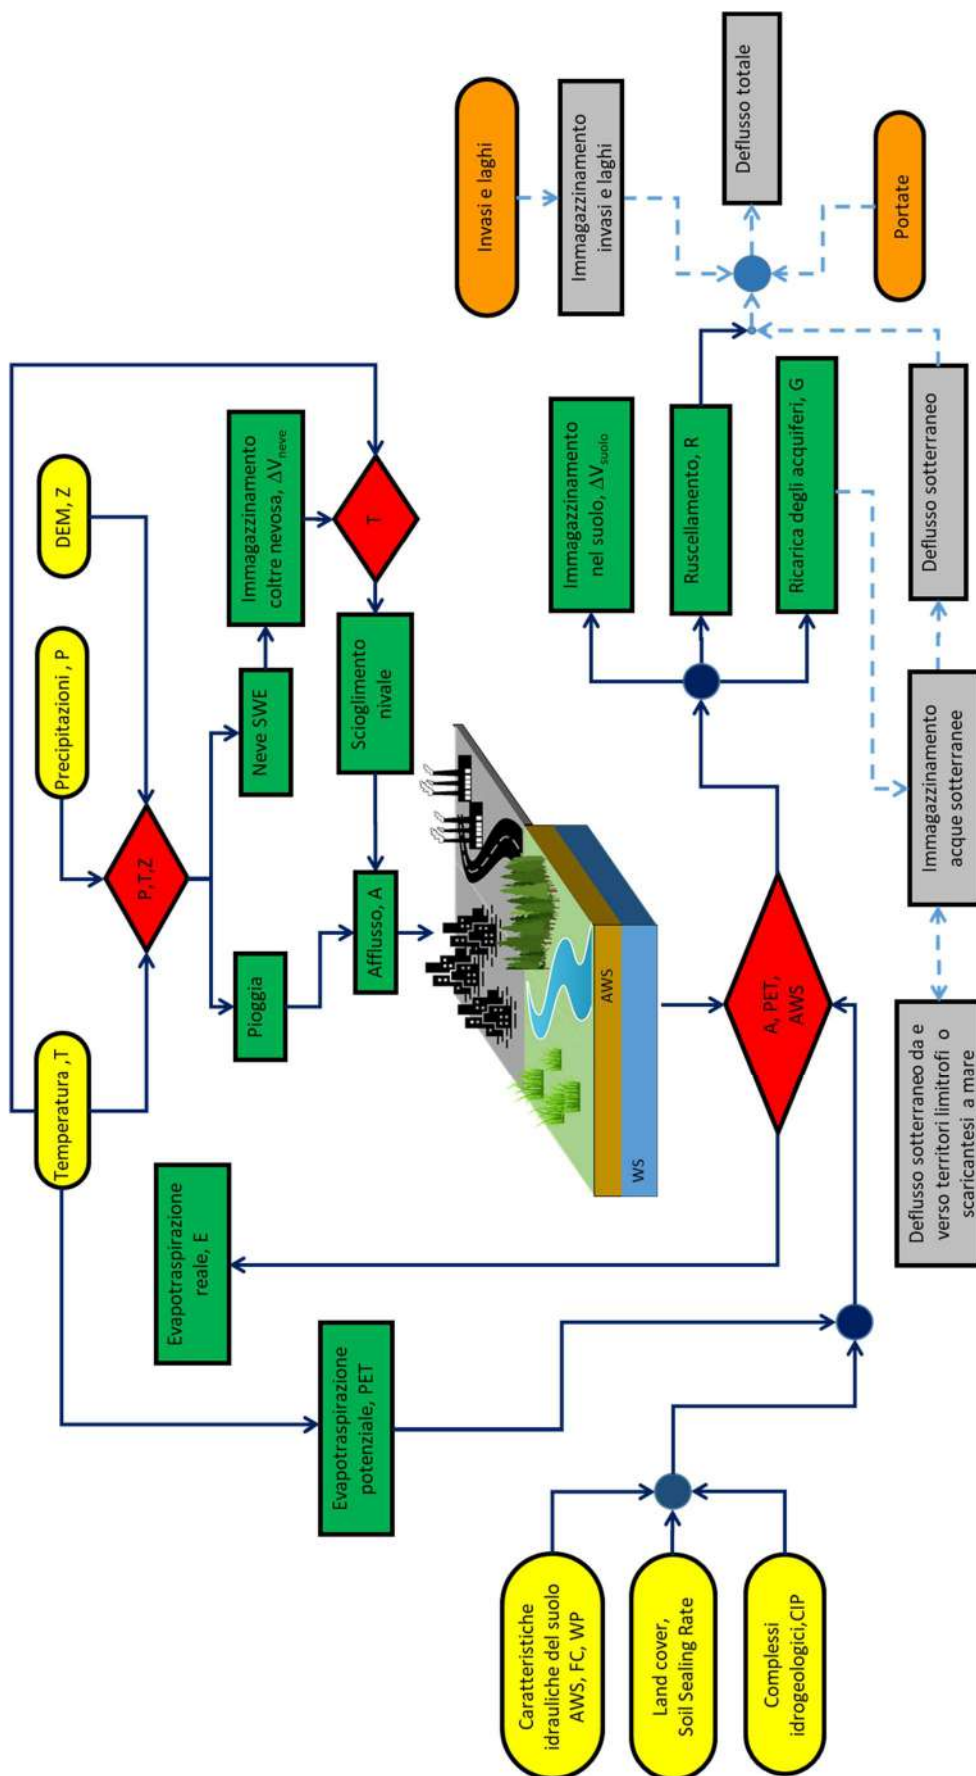 Temperatura ,T
Precipitazioni , P
DEM, Z
P,T,Z
Evapotraspirazione
reale, E
Pioggia
Neve SWE
Immagazzinamento
coltre nevosa, ΔVneve
Evapotraspirazione
potenziale, PET
Afflusso, A
Scioglimento
nivale
T
Invasi e laghi
Immagazzinamento
invasi e laghi
Caratteristiche
idrauliche del suolo
AWS, FC, WP
AWS
WS
Immagazzinamento
nel suolo, ΔVsuolo
Land cover,
Soil Sealing Rate
Ruscellamento, R
Deflusso totale
Complessi
idrogeologici,CIP
A, PET,
AWS
Ricarica degli acquiferi, G
Portate
Deflusso sotterraneo da e
verso territori limitrofi o
scaricantesi a mare
Immagazzinamento
acque sotterranee
Deflusso sotterraneo